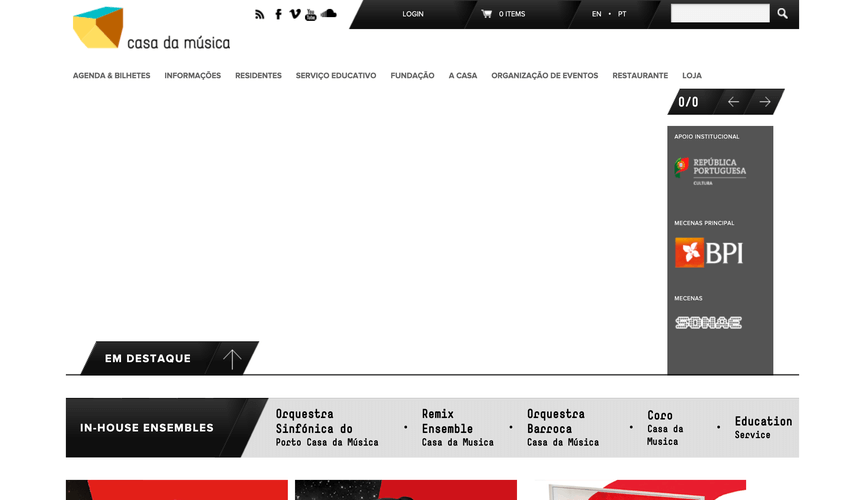 casa da música
You
Tube
LOGIN
0 ITEMS
EN • PT
AGENDA & BILHETES INFORMAÇÕES RESIDENTES SERVIÇO EDUCATIVO FUNDAÇÃO A CASA ORGANIZAÇÃO DE EVENTOS RESTAURANTE LOJA
0/0
APOIO INSTITUCIONAL
REPÚBLICA
PORTUGUESA
CULTURA
MECENAS PRINCIPAL
BPI
MECENAS
SONAE
EM DESTAQUE
IN-HOUSE ENSEMBLES
Orquestra
Sinfónica do
Porto Casa da Música
•
Remix
Ensemble
Casa da Musica
•
Orquestra
Barroca
Casa da Música
•
Coro
Casa da
Musica
•
Education
Service